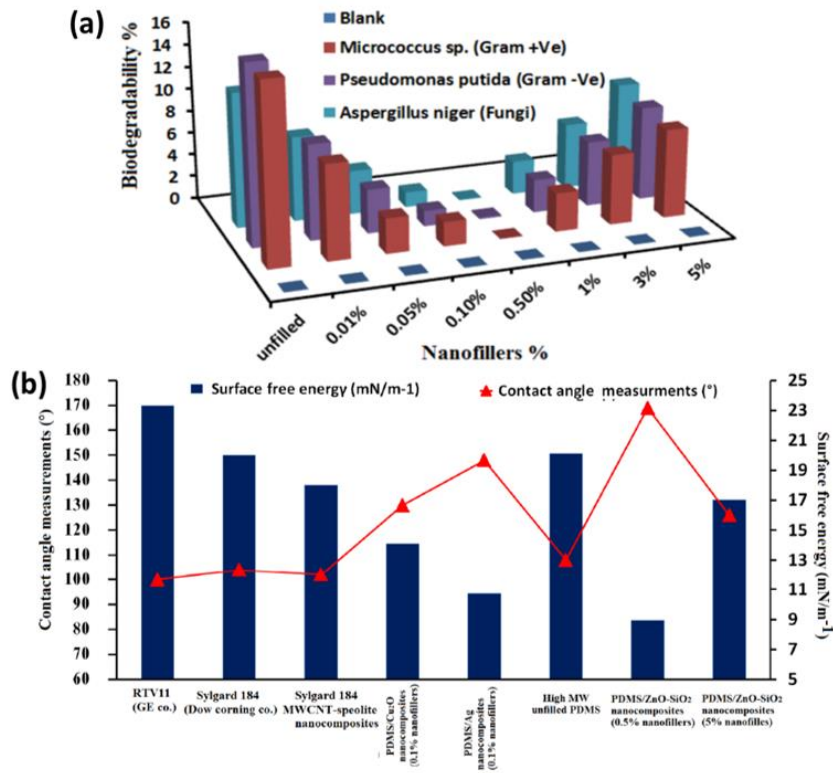 (a)
Biodegradability %
16
14
12
10
8
6
4
2
0
Blank
Micrococcus sp. (Gram +Ve)
Pseudomonas putida (Gram -Ve)
Aspergillus niger (Fungi)
unfilled
0.01%
0.05%
0.10%
0.50%
1%
3%
5%
Nanofillers %
(b)
Contact angle measurements (°)
180
170
160
150
140
130
120
110
100
90
80
70
60
Surface free energy (mN/m-1)
Contact angle measurments (°)
25
23
21
19
17
15
13
11
9
7
5
Surface free energy (mN/m-1)
RTV11
(GE co.)
Sylgard 184
(Dow corning co.)
Sylgard 184
MWCNT-speolite
nanocomposites
PDMS/Cu2O
nanocomposites
(0.1% nanofillers)
PDMS/Ag
nanocomposites
(0.1% nanofillers)
High MW
unfilled PDMS
PDMS/ZnO-SiO2
nanocomposites
(0.5% nanofillers)
PDMS/ZnO-SiO2
nanocomposites
(5% nanofilles)